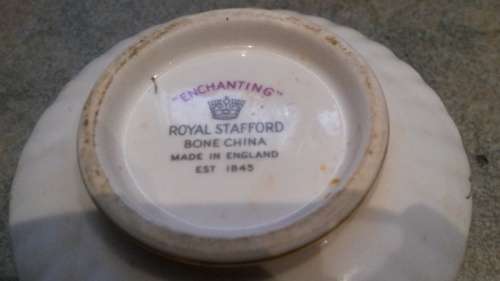 "ENCHANTING"
ROYAL STAFFORD
BONE CHINA
MADE IN ENGLAND
EST 1845